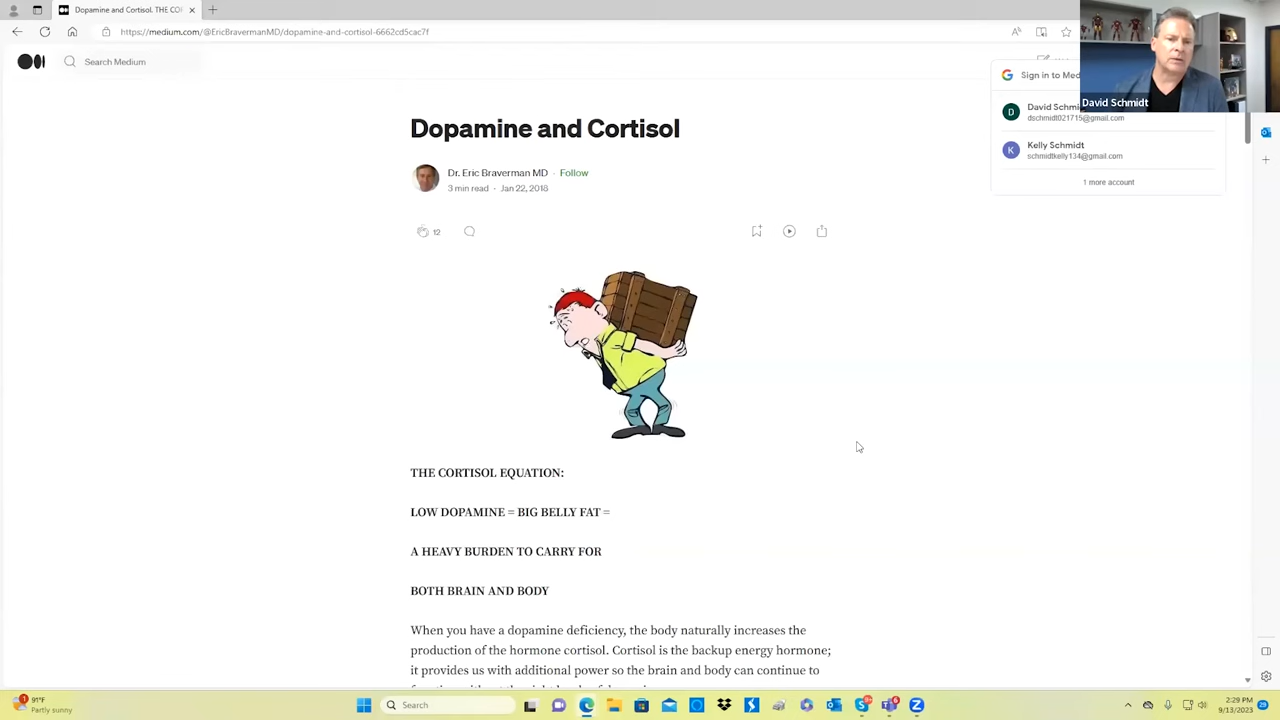 Dopamine and Cortisol. THE COI
https://medium.com/@EricBravermanMD/dopamine-and-cortisol-6662cd5cac7f
Search Medium
Sign in to Med
David Schmidt
David Schmi
dschmidt021715@gmail.com
K
Kelly Schmidt
schmidtkelly134@gmail.com
1 more account
Dopamine and Cortisol
Dr. Eric Braverman MD · Follow
3 min read · Jan 22, 2018
12
THE CORTISOL EQUATION:
LOW DOPAMINE = BIG BELLY FAT =
A HEAVY BURDEN TO CARRY FOR
BOTH BRAIN AND BODY
When you have a dopamine deficiency, the body naturally increases the
production of the hormone cortisol. Cortisol is the backup energy hormone;
it provides us with additional power so the brain and body can continue to
91°F
Partly sunny
Search
2:29 PM
9/13/2023